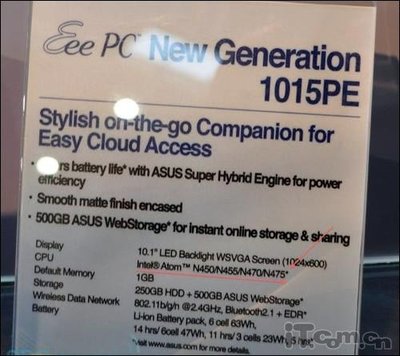 Eee PC New Generation
1015PE
Stylish on-the-go Companion for
Easy Cloud Access
battery life* with ASUS Super Hybrid Engine for power
efficiency
• Smooth matte finish encased
• 500GB ASUS WebStorage* for Instant online storage & sharing
Display 10.1" LED Backlight WSVGA Screen (1024x600)
CPU Intel® Atom™ N450/N455/N470/N475*
Default Memory 1GB
Storage 250GB HDD + 500GB ASUS WebStorage*
Wireless Data Network 802.11b/g/n @2.4GHz, Bluetooth2.1 + EDR*
Battery Li-ion Battery pack, 6 cell 63W,
14 hrs/ 6cell 47Wh, 11 hrs/ 3 cells 23Wh,
*visit www.asus.com for more details.
iTcom.cn